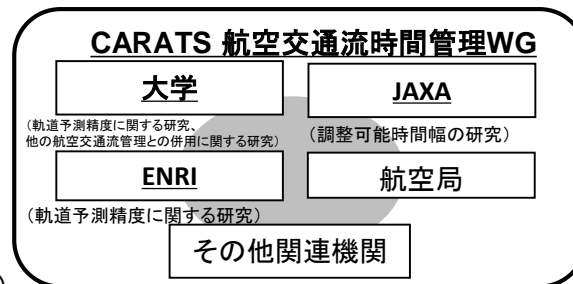 CARATS 航空交通流時間管理WG
大学
(軌道予測精度に関する研究、
他の航空交通流管理との併用に関する研究)
JAXA
(調整可能時間幅の研究)
ENRI
(軌道予測精度に関する研究)
航空局
その他関連機関